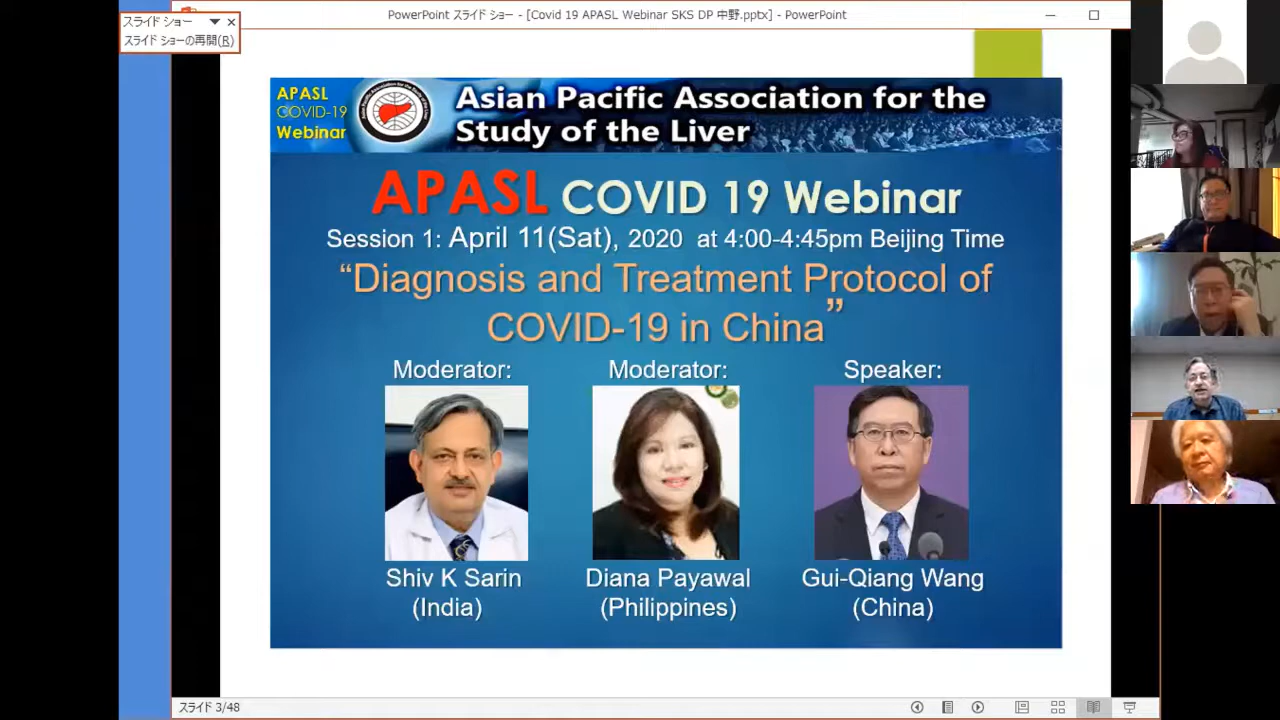 スライド ショー
スライド ショーの再開(R)
PowerPoint スライド ショー - [Covid 19 APASL Webinar SKS DP 中野.pptx] - PowerPoint
APASL
COVID-19
Webinar
Asian Pacific Association for the
Study of the Liver
APASL COVID 19 Webinar
Session 1: April 11(Sat), 2020 at 4:00-4:45pm Beijing Time
“Diagnosis and Treatment Protocol of
COVID-19 in China”
Moderator:
Moderator:
Speaker:
Shiv K Sarin
(India)
Diana Payawal
(Philippines)
Gui-Qiang Wang
(China)
スライド 3/48